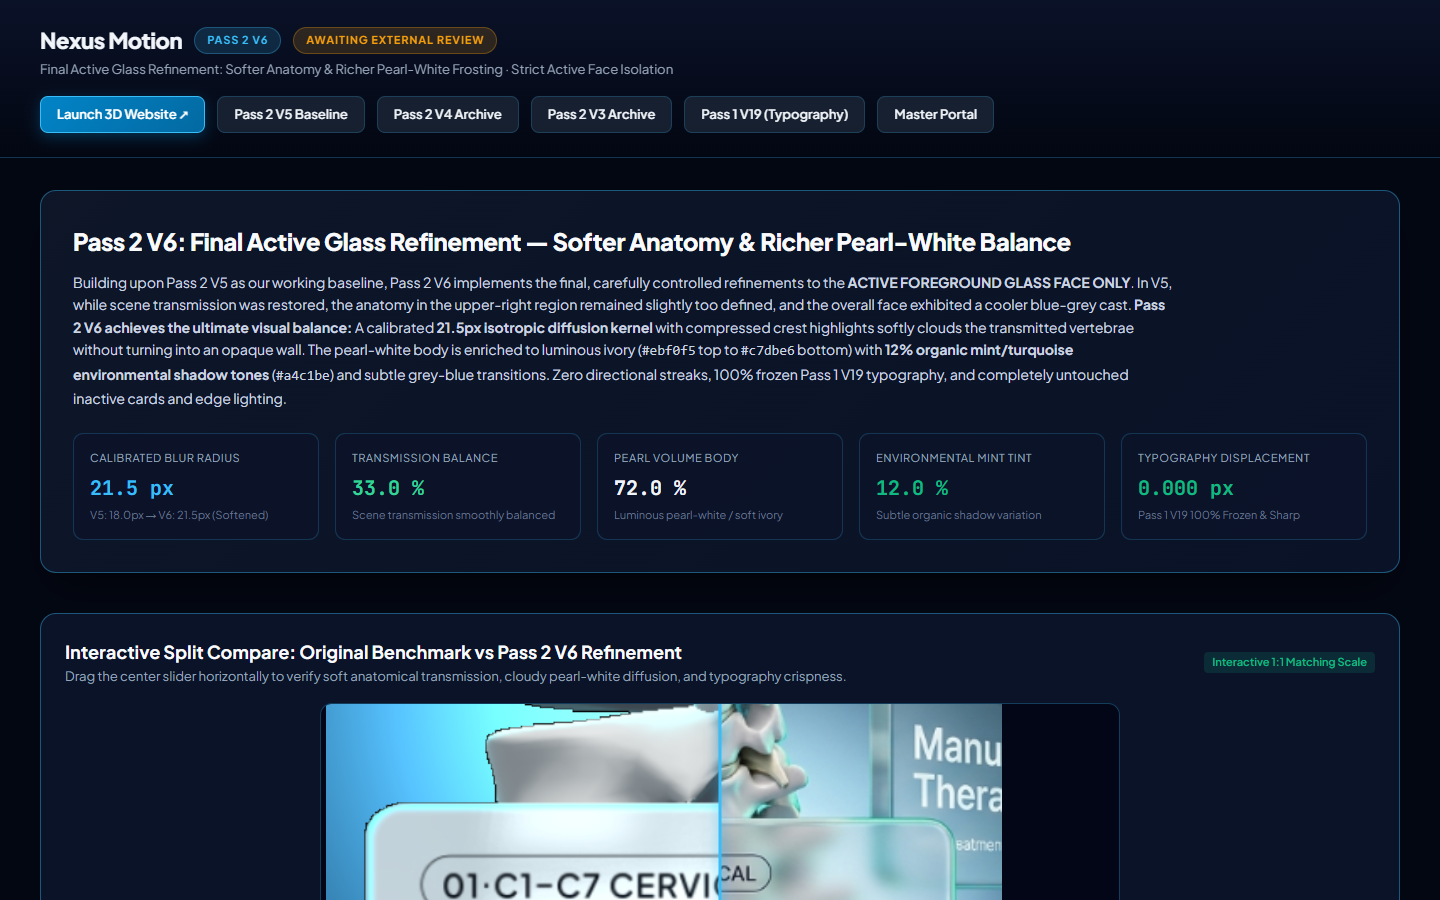 Nexus Motion
PASS 2 V6
AWAITING EXTERNAL REVIEW
Final Active Glass Refinement: Softer Anatomy & Richer Pearl-White Frosting · Strict Active Face Isolation
Launch 3D Website ↗
Pass 2 V5 Baseline
Pass 2 V4 Archive
Pass 2 V3 Archive
Pass 1 V19 (Typography)
Master Portal
Pass 2 V6: Final Active Glass Refinement — Softer Anatomy & Richer Pearl-White Balance
Building upon Pass 2 V5 as our working baseline, Pass 2 V6 implements the final, carefully controlled refinements to the ACTIVE FOREGROUND GLASS FACE ONLY. In V5,
while scene transmission was restored, the anatomy in the upper-right region remained slightly too defined, and the overall face exhibited a cooler blue-grey cast. Pass
2 V6 achieves the ultimate visual balance: A calibrated 21.5px isotropic diffusion kernel with compressed crest highlights softly clouds the transmitted vertebrae
without turning into an opaque wall. The pearl-white body is enriched to luminous ivory (#ebf0f5 top to #c7dbe6 bottom) with 12% organic mint/turquoise
environmental shadow tones (#a4c1be) and subtle grey-blue transitions. Zero directional streaks, 100% frozen Pass 1 V19 typography, and completely untouched
inactive cards and edge lighting.
CALIBRATED BLUR RADIUS
21.5 px
V5: 18.0px → V6: 21.5px (Softened)
TRANSMISSION BALANCE
33.0 %
Scene transmission smoothly balanced
PEARL VOLUME BODY
72.0 %
Luminous pearl-white / soft ivory
ENVIRONMENTAL MINT TINT
12.0 %
Subtle organic shadow variation
TYPOGRAPHY DISPLACEMENT
0.000 px
Pass 1 V19 100% Frozen & Sharp
Interactive Split Compare: Original Benchmark vs Pass 2 V6 Refinement
Drag the center slider horizontally to verify soft anatomical transmission, cloudy pearl-white diffusion, and typography crispness.
Interactive 1:1 Matching Scale
Manu
Thera
eatmen
01·C1-C7 CERVIC
CAL